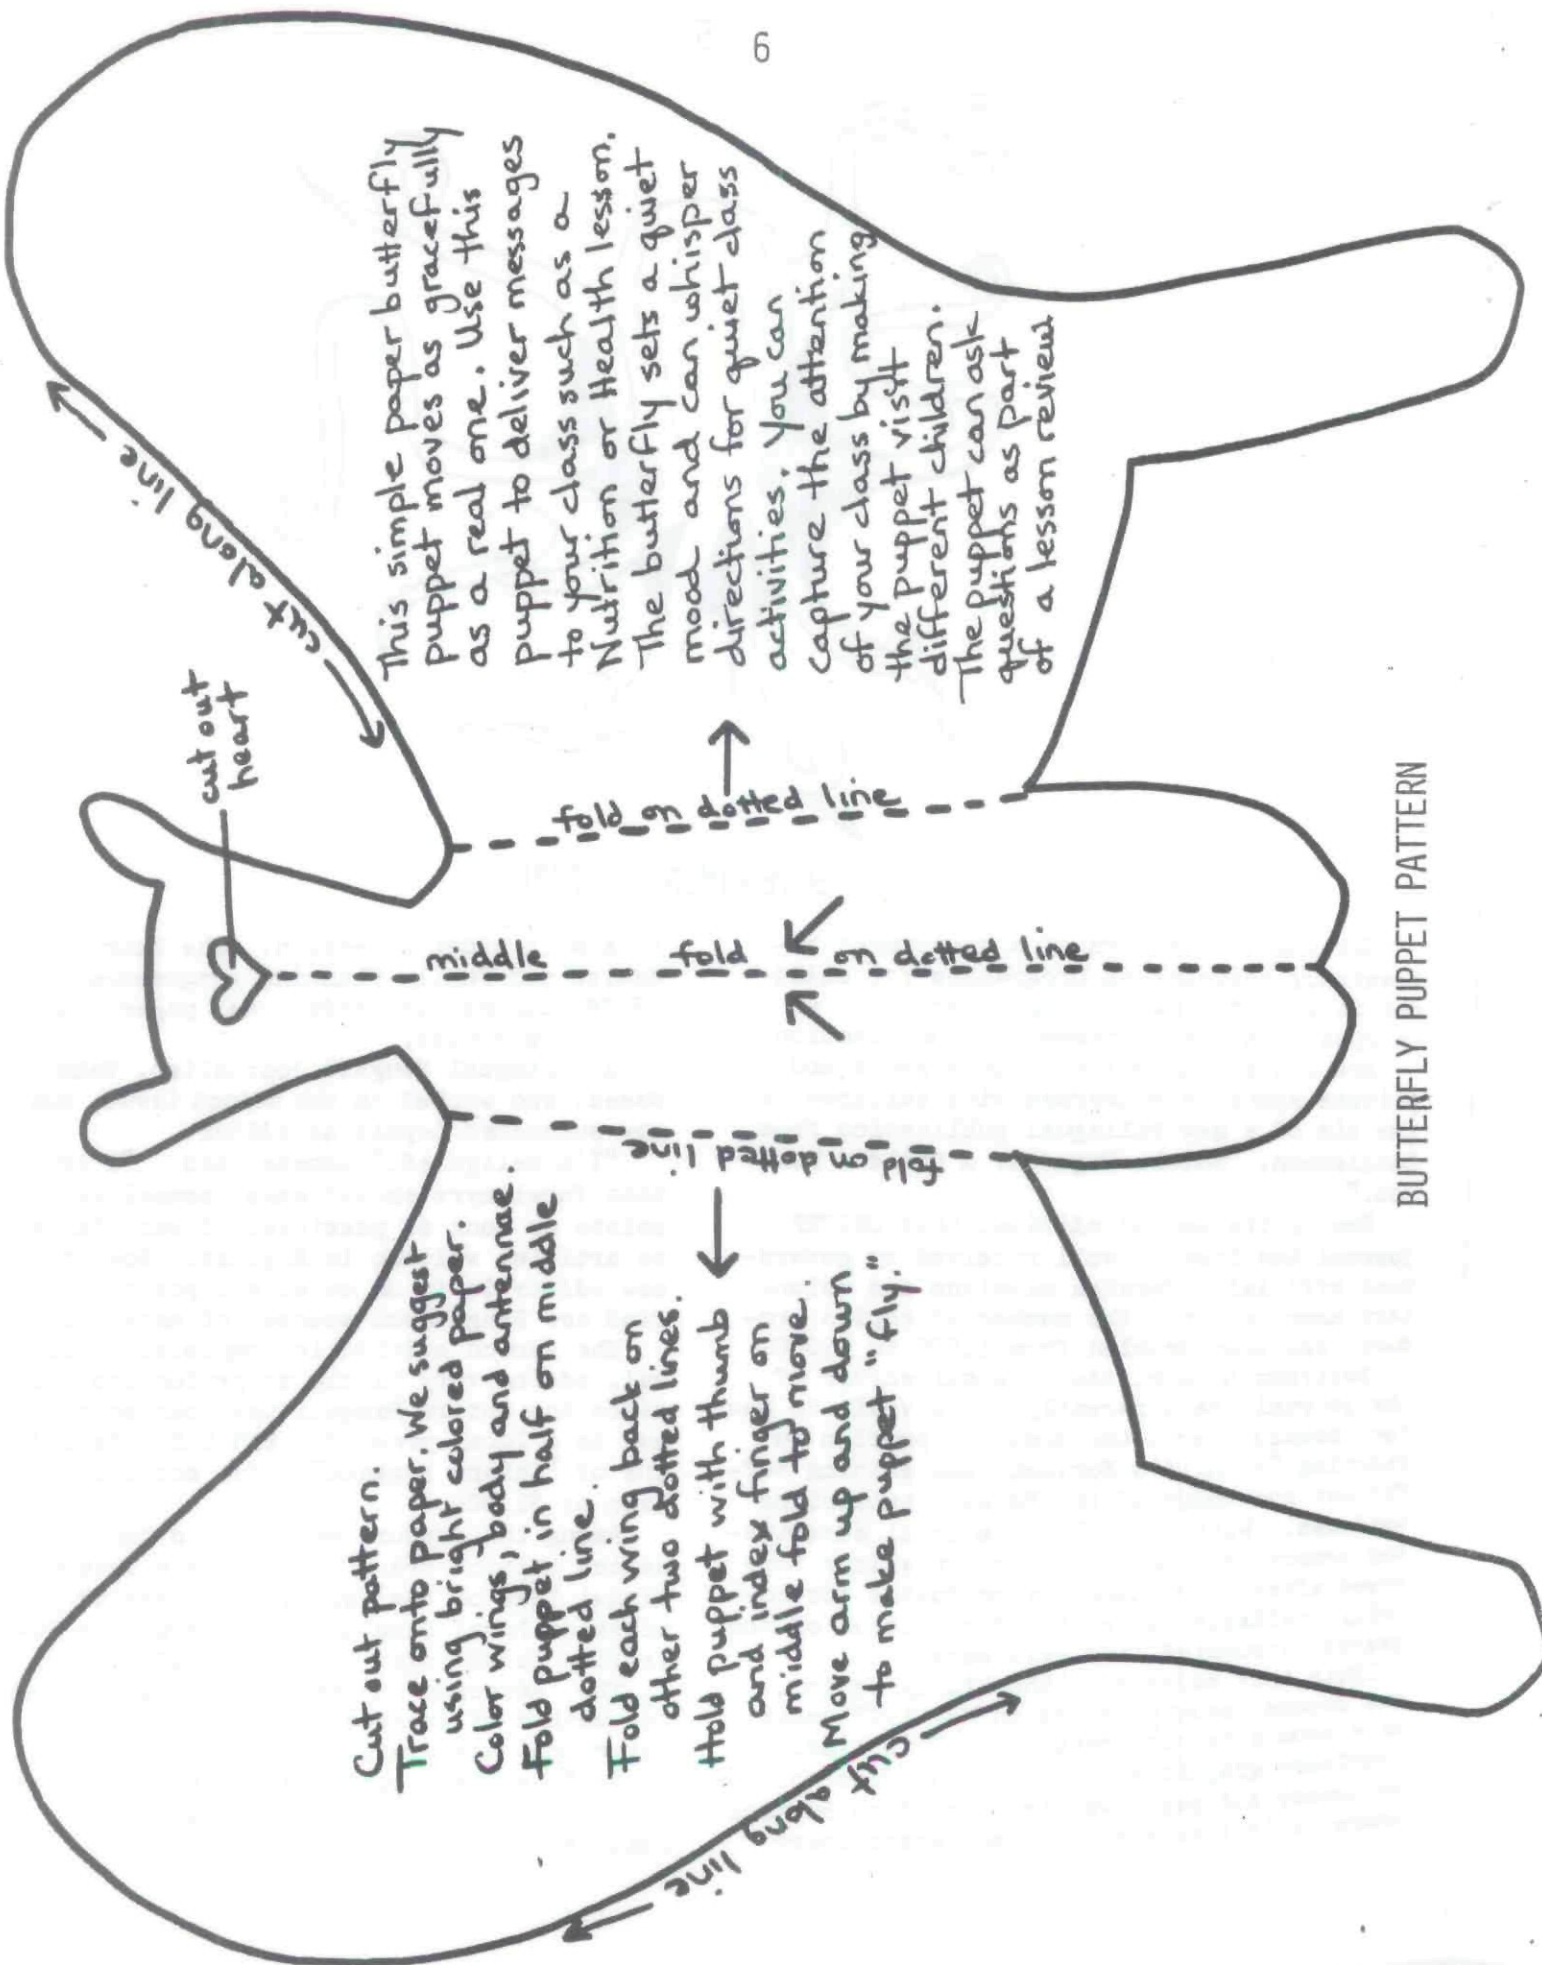 6
cut out
heart
← cut along line →
Cut out pattern.
Trace onto paper. We suggest
using bright colored paper.
Color wings, body and atteninae.
Fold puppet in half on middle
dotted line.
Fold each wing back on
other two dotted lines.
Hold puppet with thumb
and index finger on
middle fold to move.
Move arm up and down
to make puppet "fly."
← cut along line →
fold on dotted line
middle fold on dotted line
fold on dotted line
This simple paper butterfly
puppet moves as gracefully
as a real one. Use this
puppet to deliver messages
to your class such as a
Nutrition or Health lesson.
The butterfly sets a quiet
mood and can whisper
directions for quiet class
activities. You can
capture the attention
of your class by making
the puppet visit
different children.
The puppet can ask
questions as part
of a lesson review
BUTTERFLY PUPPET PATTERN